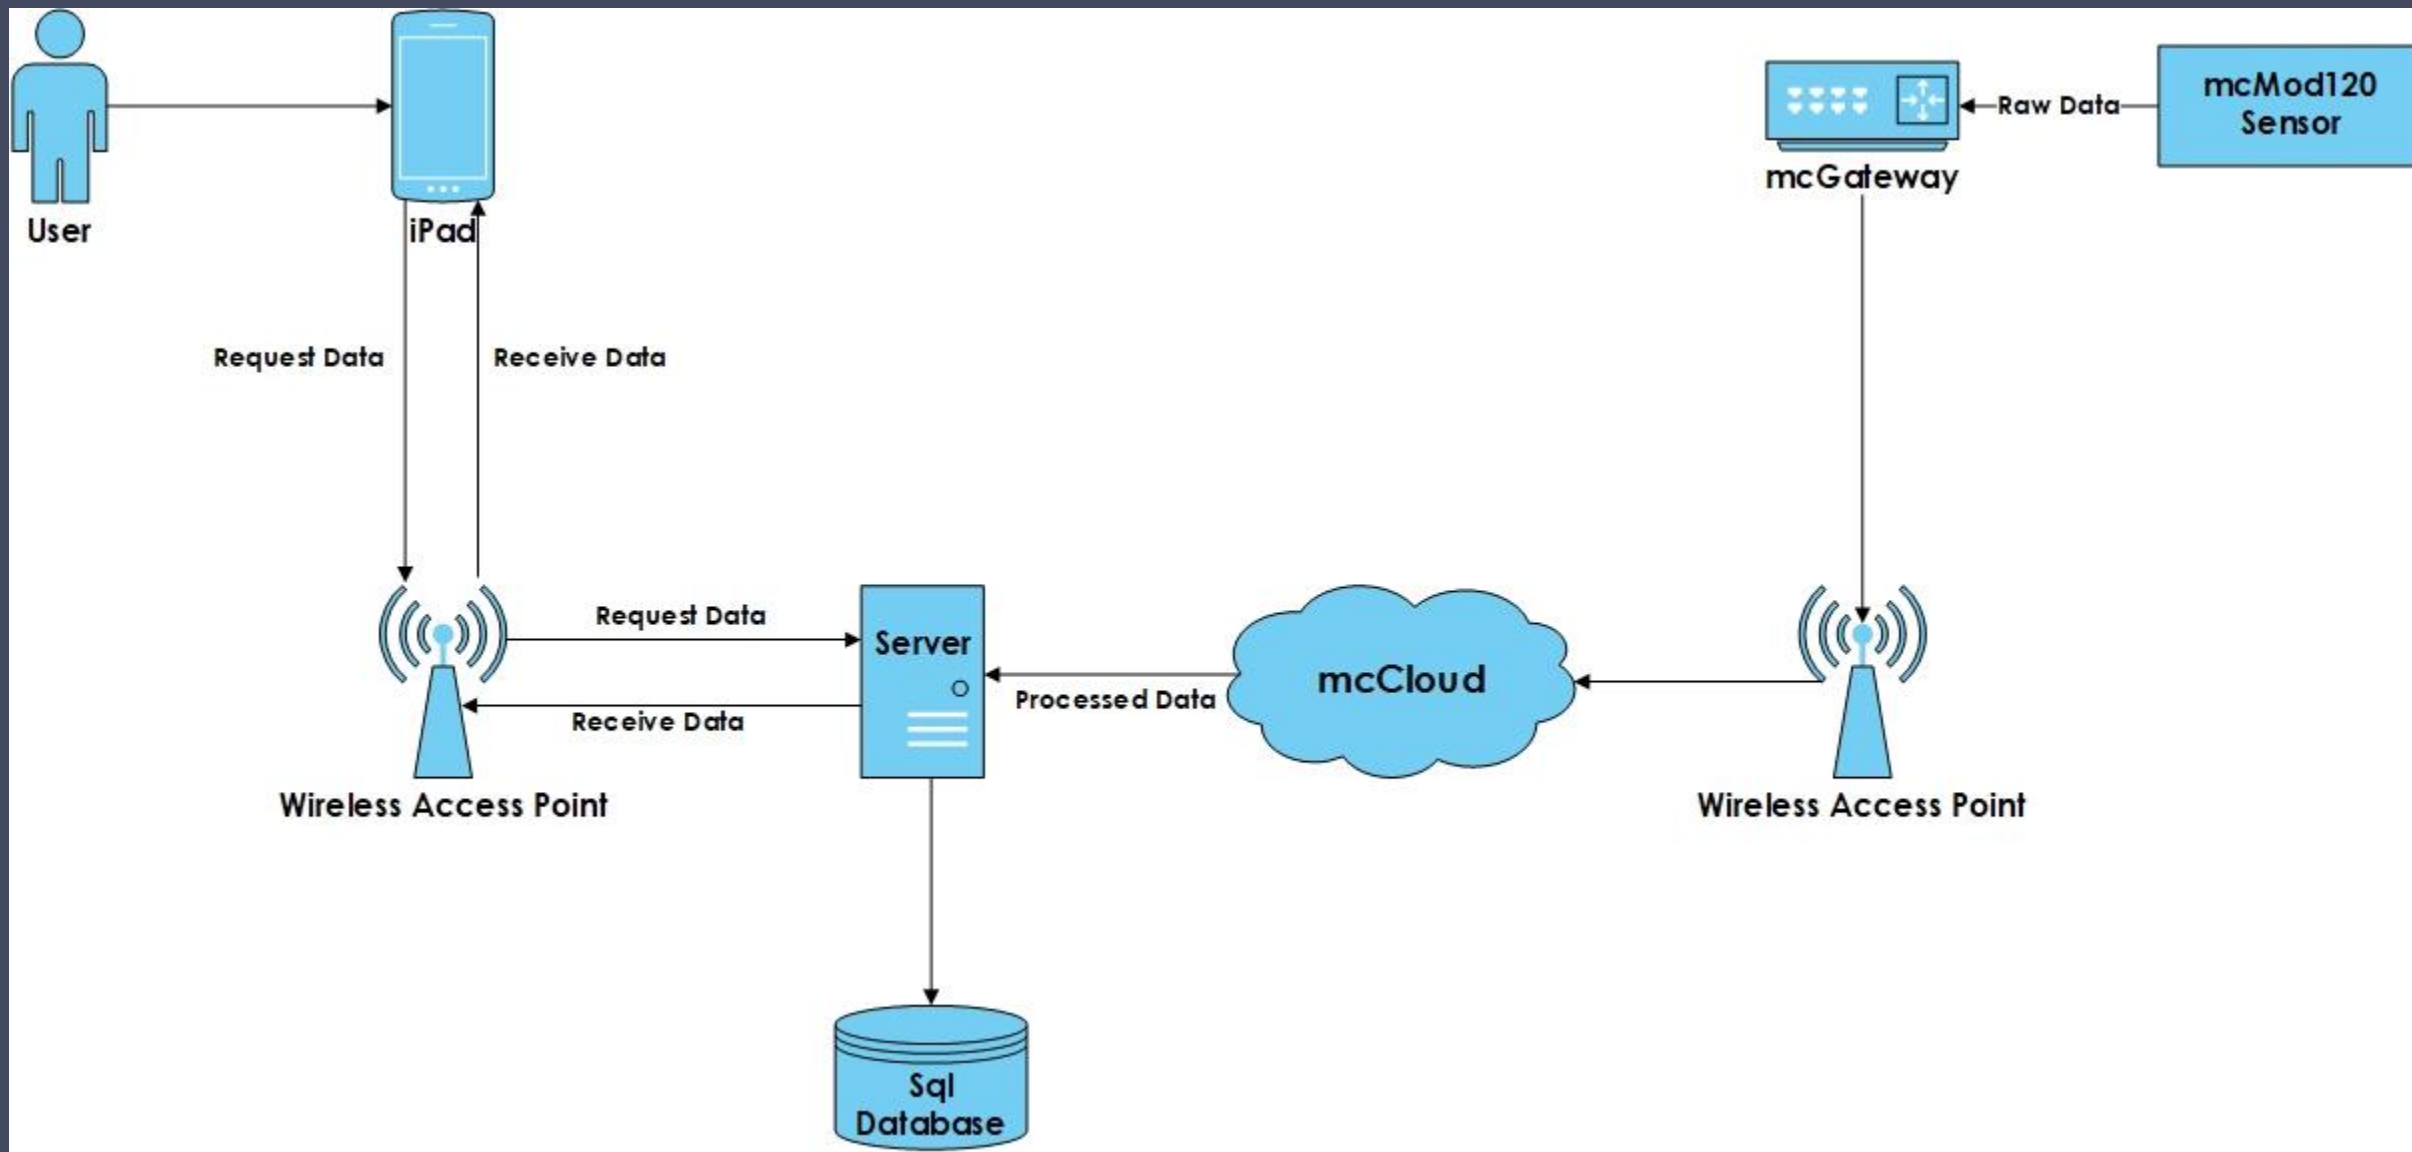 mcMod120
Sensor
Raw Data
mcGateway
User
iPad
Request Data
Receive Data
Request Data
Server
mcCloud
Processed Data
Receive Data
Wireless Access Point
Wireless Access Point
Sql
Database